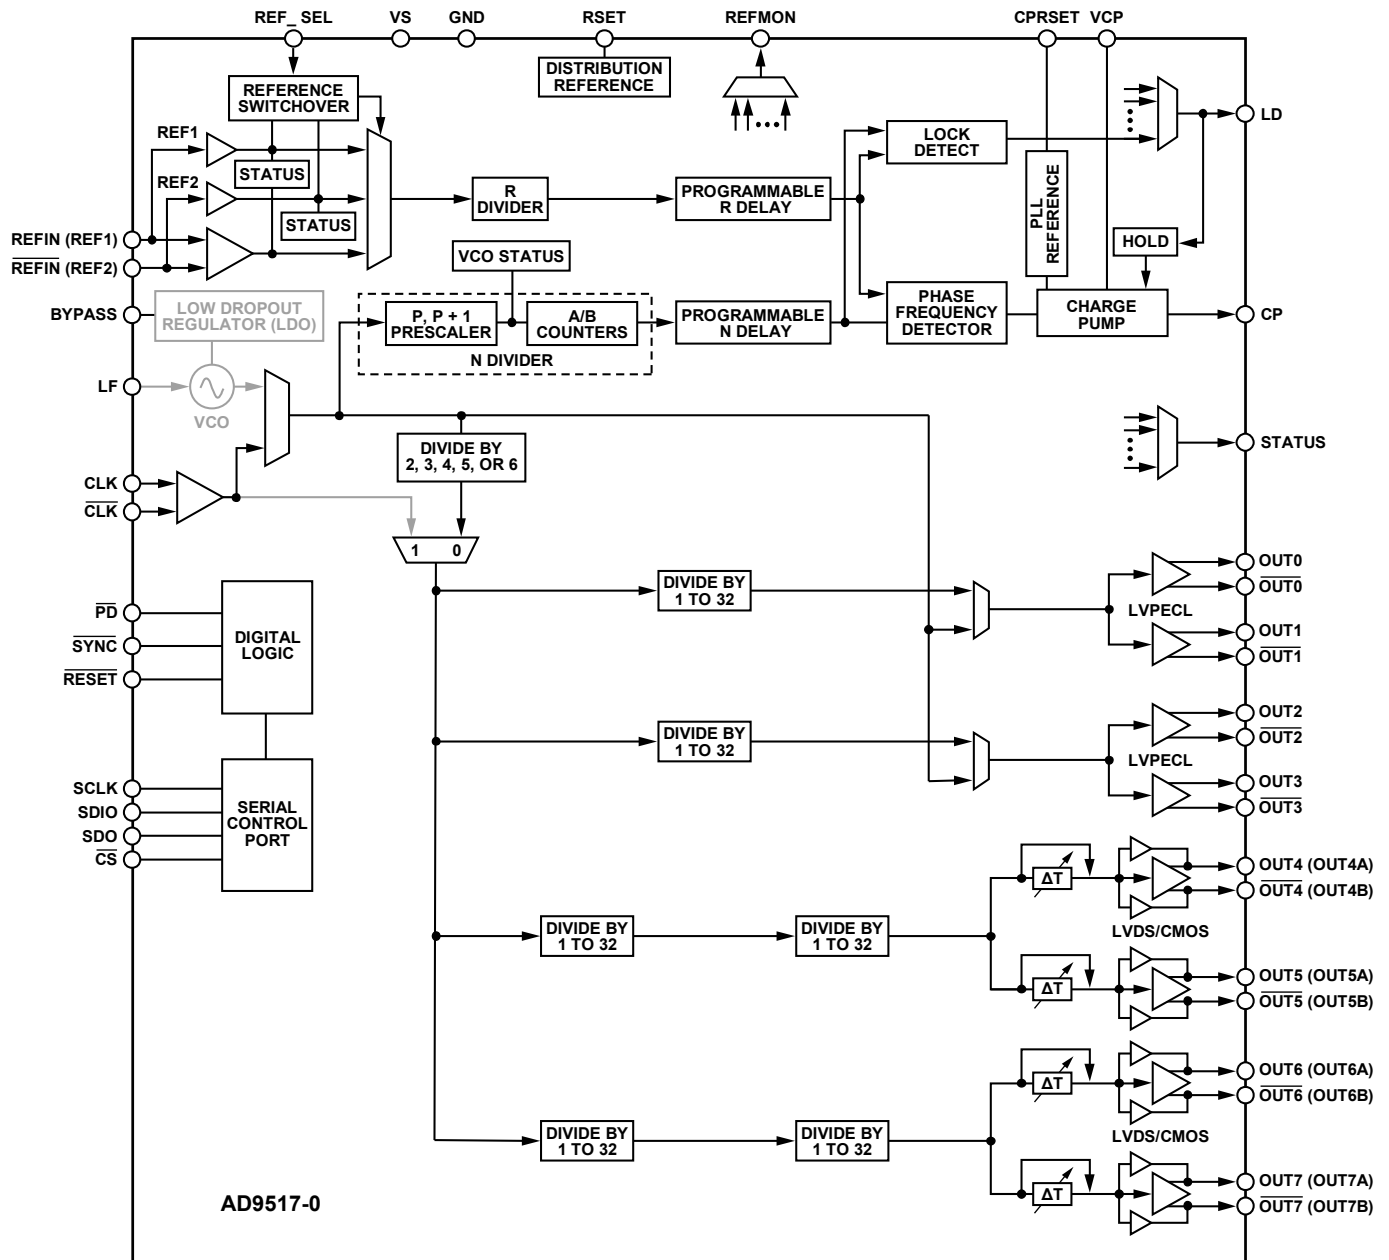 REF_ SEL
VS
GND
RSET
REFMON
CPRSET
VCP
DISTRIBUTION
REFERENCE
REFERENCE
SWITCHOVER
LD
REF1
LOCK
DETECT
STATUS
REF2
R
DIVIDER
PROGRAMMABLE
R DELAY
PLL
REFERENCE
STATUS
REFIN (REF1)
REFIN (REF2)
VCO STATUS
HOLD
BYPASS
LOW DROPOUT
REGULATOR (LDO)
P, P + 1
PRESCALER
A/B
COUNTERS
N DIVIDER
PROGRAMMABLE
N DELAY
PHASE
FREQUENCY
DETECTOR
CHARGE
PUMP
CP
LF
VCO
DIVIDE BY
2, 3, 4, 5, OR 6
STATUS
CLK
CLK
1
0
DIVIDE BY
1 TO 32
OUT0
OUT0
LVPECL
OUT1
OUT1
PD
SYNC
RESET
DIGITAL
LOGIC
DIVIDE BY
1 TO 32
OUT2
OUT2
LVPECL
OUT3
OUT3
SCLK
SDIO
SDO
CS
SERIAL
CONTROL
PORT
ΔT
OUT4 (OUT4A)
OUT4 (OUT4B)
DIVIDE BY
1 TO 32
DIVIDE BY
1 TO 32
LVDS/CMOS
ΔT
OUT5 (OUT5A)
OUT5 (OUT5B)
ΔT
OUT6 (OUT6A)
OUT6 (OUT6B)
DIVIDE BY
1 TO 32
DIVIDE BY
1 TO 32
LVDS/CMOS
ΔT
OUT7 (OUT7A)
OUT7 (OUT7B)
AD9517-0